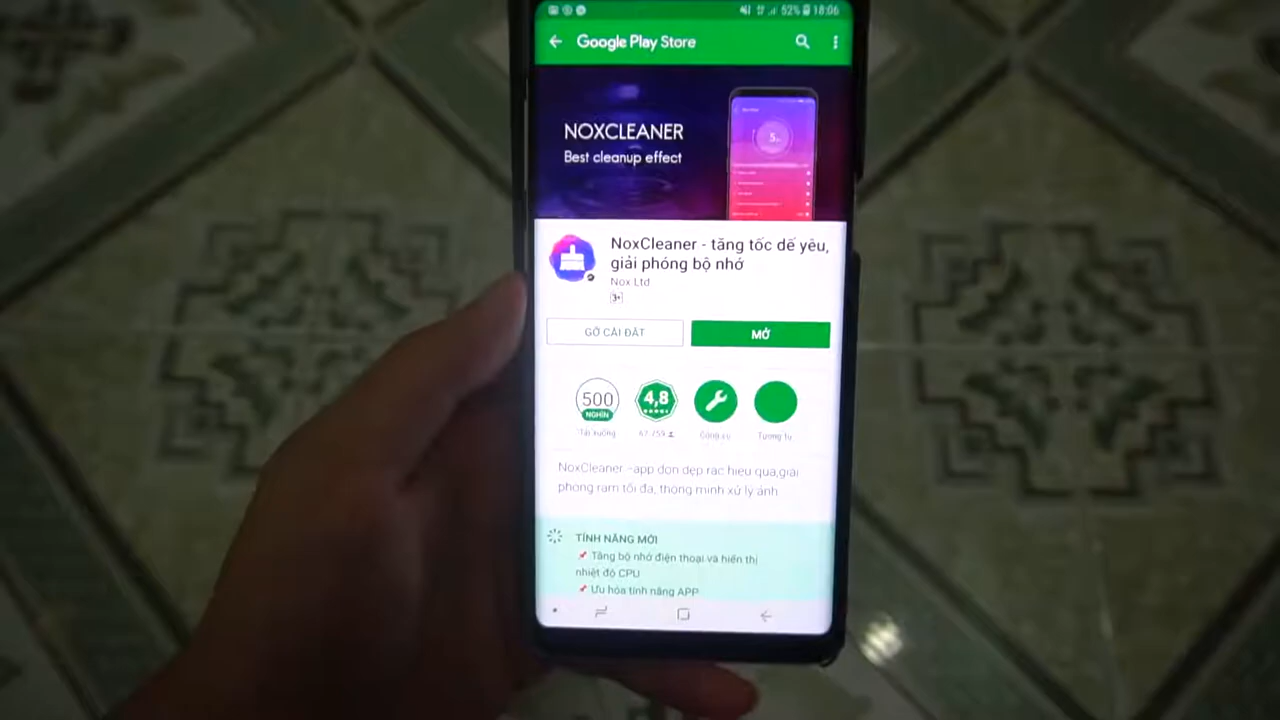 52% 18:06
Google Play Store
NOXCLEANER
Best cleanup effect
NoxCleaner - tăng tốc dế yêu,
giải phóng bộ nhớ
Nox Ltd
3+
GỠ CÀI ĐẶT
MỞ
500
NGHÌN
4,8
Tải xuống
67.759
Công cụ
Tương tự
NoxCleaner -app dọn dẹp rác hiệu quả,giải
phóng ram tối đa, thông minh xử lý ảnh
TÍNH NĂNG MỚI
Tăng bộ nhớ điện thoại và hiển thị
nhiệt độ CPU
Ưu hóa tính năng APP